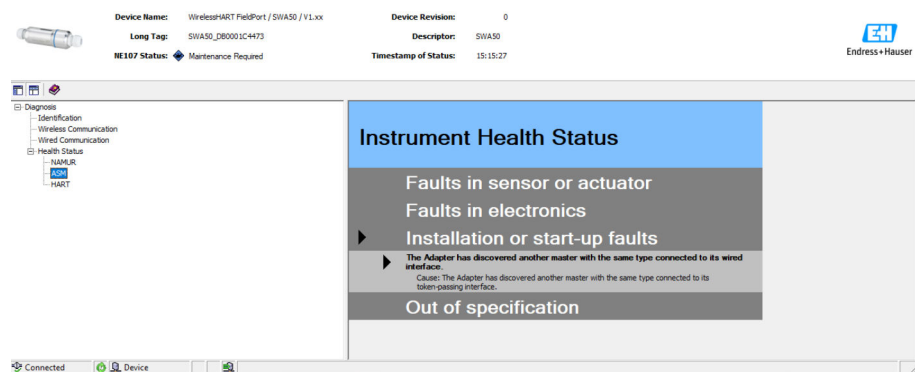 Device Name: WirelessHART FieldPort / SWA50 / V1.xx Device Revision: 0
Long Tag: SWA50_DB0001C4473 Descriptor: SWA50
NE107 Status: Maintenance Required Timestamp of Status: 15:15:27
EH
Endress+Hauser
Diagnosis
Identification
Wireless Communication
Wired Communication
Health Status
NAMUR
ASM
HART
Instrument Health Status
Faults in sensor or actuator
Faults in electronics
Installation or start-up faults
The Adapter has discovered another master with the same type connected to its wired
interface.
Cause: The Adapter has discovered another master with the same type connected to its
token-passing interface.
Out of specification
Connected Device